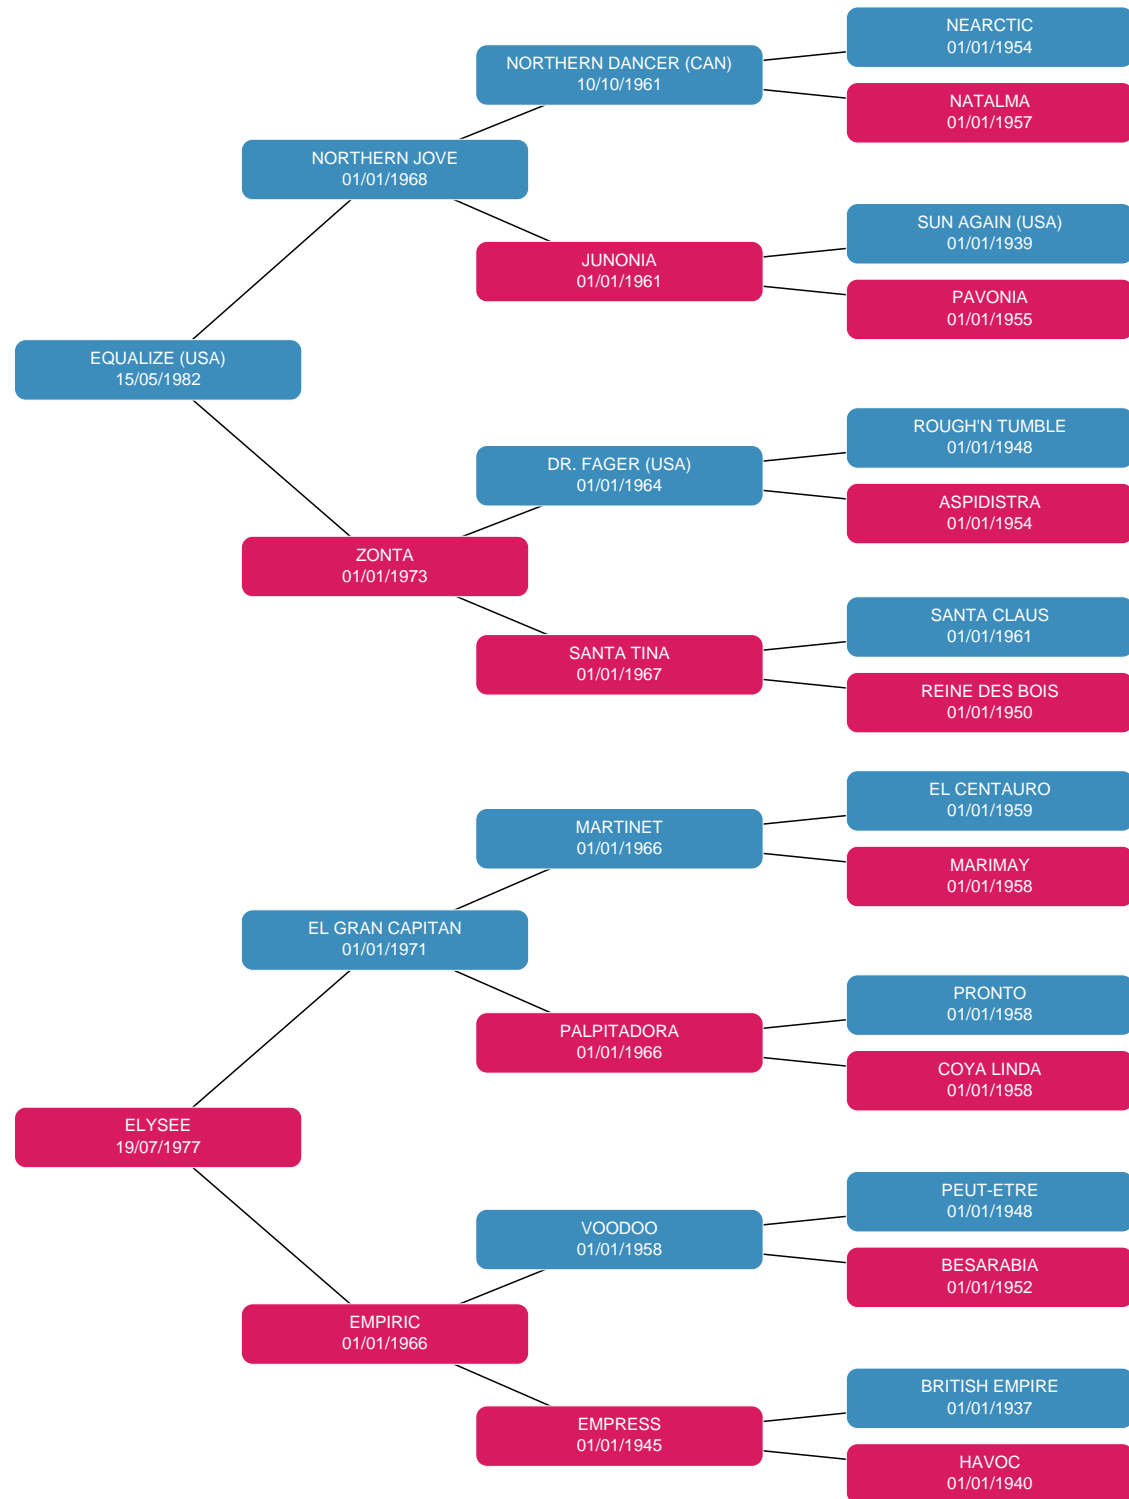 NEARCTIC
01/01/1954
NORTHERN DANCER (CAN)
10/10/1961
NATALMA
01/01/1957
NORTHERN JOVE
01/01/1968
SUN AGAIN (USA)
01/01/1939
JUNONIA
01/01/1961
PAVONIA
01/01/1955
EQUALIZE (USA)
15/05/1982
ROUGH'N TUMBLE
01/01/1948
DR. FAGER (USA)
01/01/1964
ASPIDISTRA
01/01/1954
ZONTA
01/01/1973
SANTA CLAUS
01/01/1961
SANTA TINA
01/01/1967
REINE DES BOIS
01/01/1950
EL CENTAURO
01/01/1959
MARTINET
01/01/1966
MARIMAY
01/01/1958
EL GRAN CAPITAN
01/01/1971
PRONTO
01/01/1958
PALPITADORA
01/01/1966
COYA LINDA
01/01/1958
ELYSEE
19/07/1977
PEUT-ETRE
01/01/1948
VOODOO
01/01/1958
BESARABIA
01/01/1952
EMPIRIC
01/01/1966
BRITISH EMPIRE
01/01/1937
EMPRESS
01/01/1945
HAVOC
01/01/1940